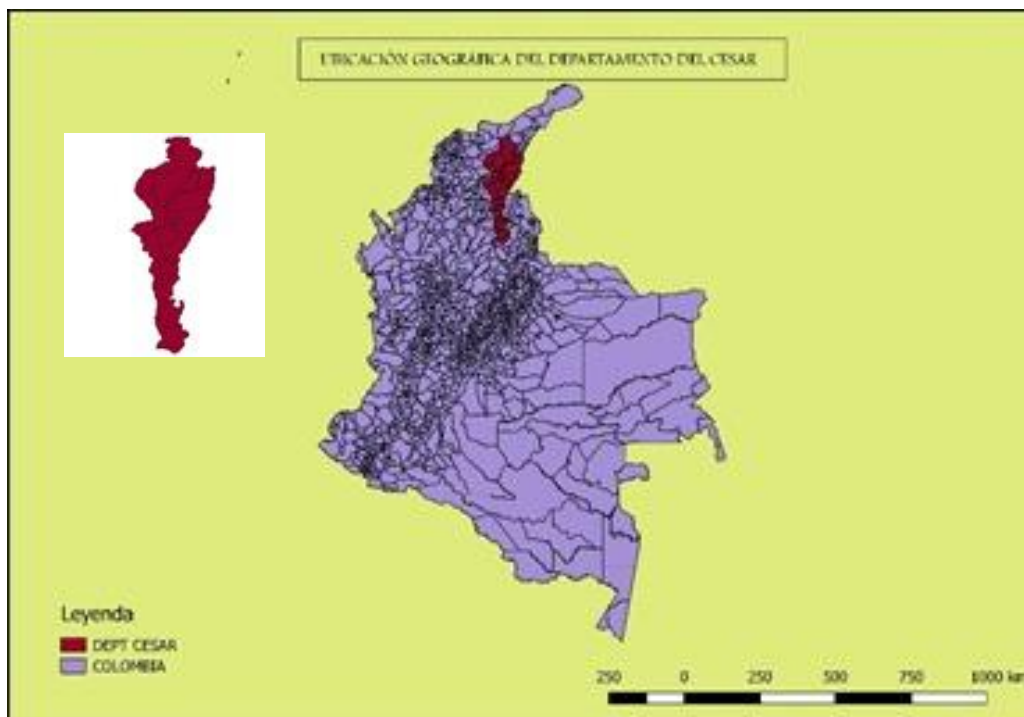 UBICACIÓN GEOGRÁFICA DEL DEPARTAMENTO DEL CESAR
Leyenda
DEPT CESAR
COLOMBIA
250 0 250 500 750 1000 km